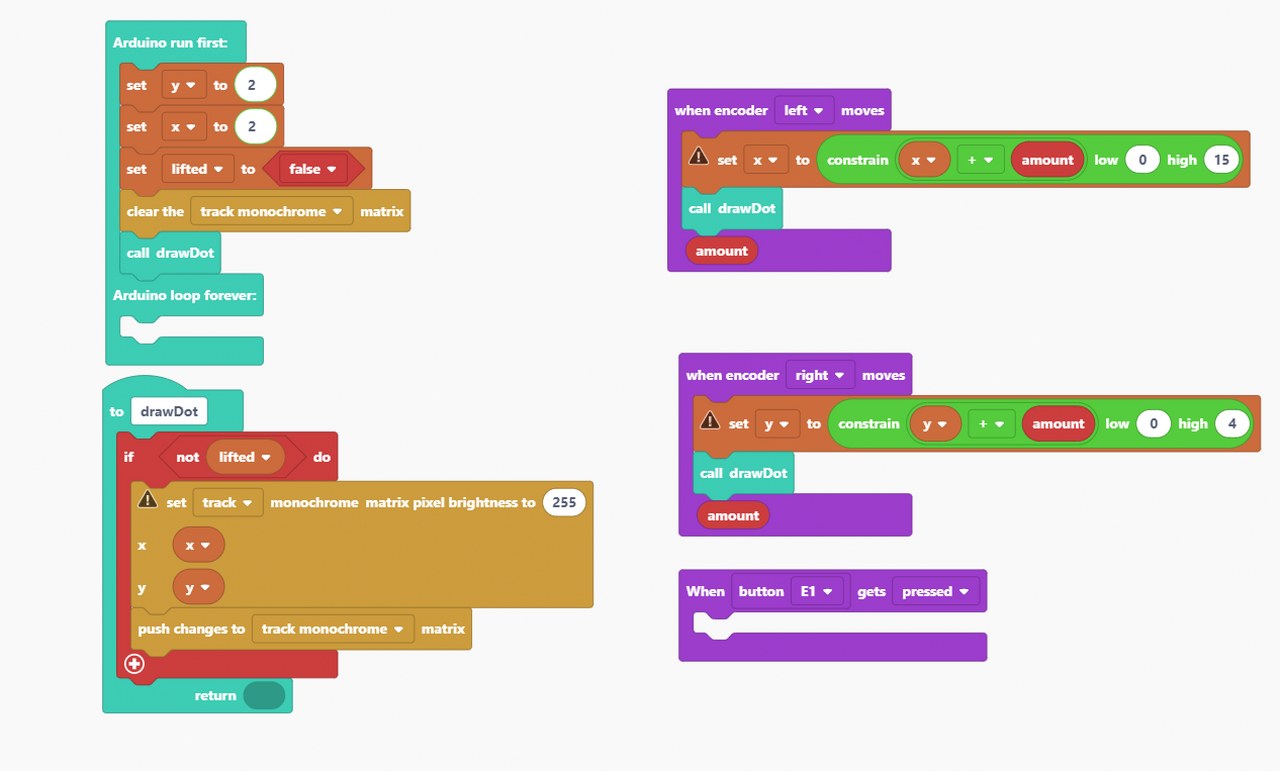 Arduino run first:
set y to 2
set x to 2
set lifted to false
clear the track monochrome matrix
call drawDot
Arduino loop forever:
to drawDot
if not lifted do
set track monochrome matrix pixel brightness to 255
x x
y y
push changes to track monochrome matrix
return
when encoder left moves
set x to constrain x + amount low 0 high 15
call drawDot
amount
when encoder right moves
set y to constrain y + amount low 0 high 4
call drawDot
amount
When button E1 gets pressed